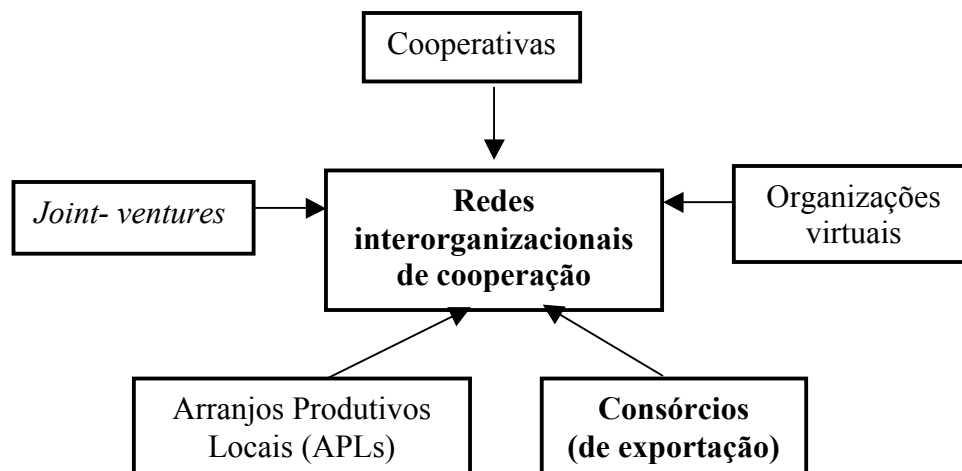 Cooperativas
Joint- ventures
Redes
interorganizacionais
de cooperação
Organizações
virtuais
Arranjos Produtivos
Locais (APLs)
Consórcios
(de exportação)